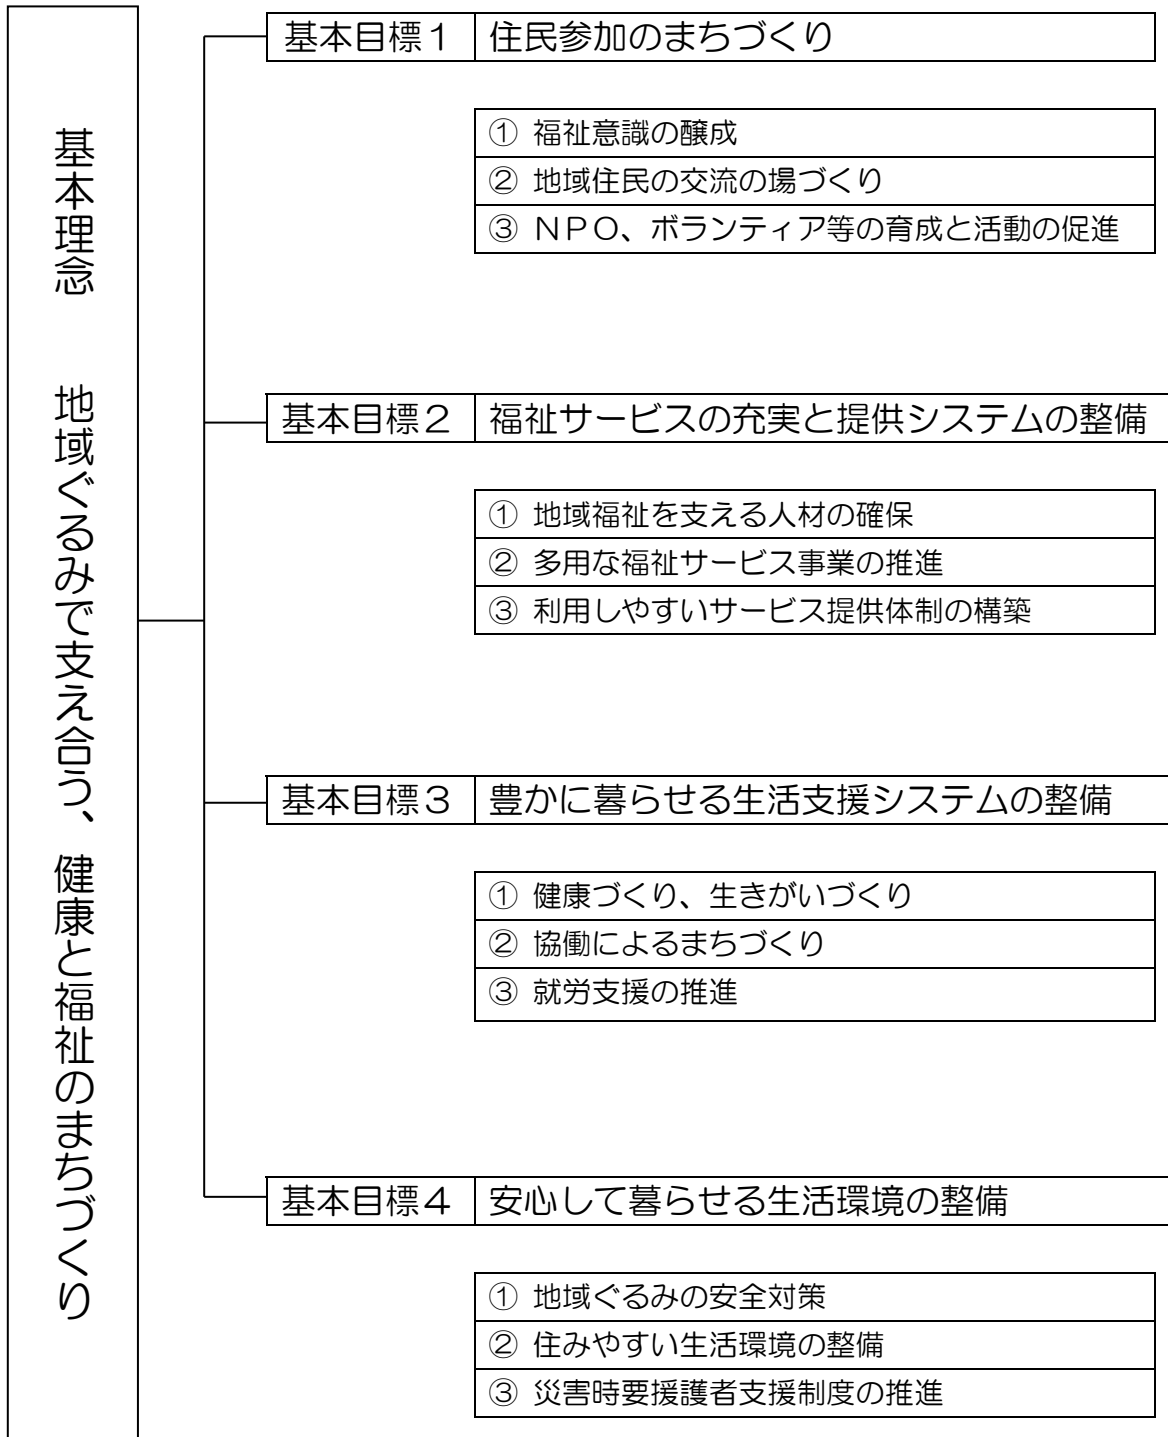 基本理念　地域ぐるみで支え合う、健康と福祉のまちづくり
基本目標１　住民参加のまちづくり
① 福祉意識の醸成
② 地域住民の交流の場づくり
③ ＮＰＯ、ボランティア等の育成と活動の促進
基本目標２　福祉サービスの充実と提供システムの整備
① 地域福祉を支える人材の確保
② 多用な福祉サービス事業の推進
③ 利用しやすいサービス提供体制の構築
基本目標３　豊かに暮らせる生活支援システムの整備
① 健康づくり、生きがいづくり
② 協働によるまちづくり
③ 就労支援の推進
基本目標４　安心して暮らせる生活環境の整備
① 地域ぐるみの安全対策
② 住みやすい生活環境の整備
③ 災害時要援護者支援制度の推進